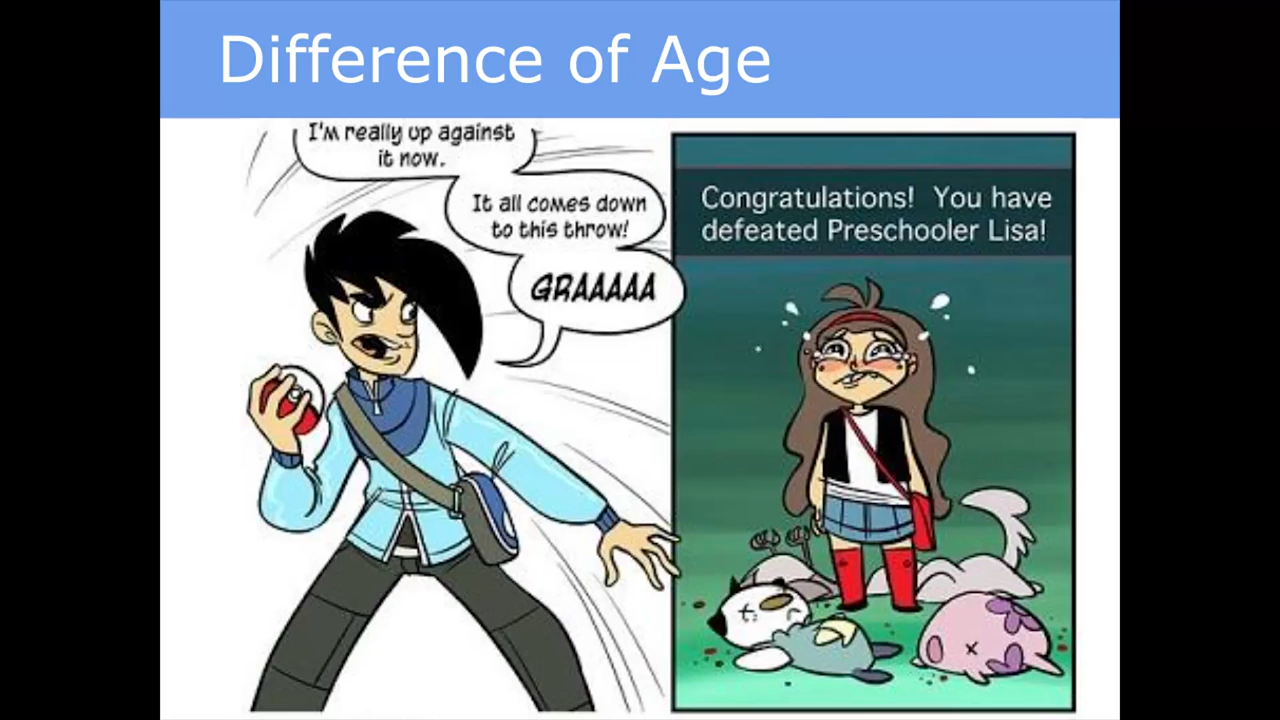 Difference of Age
I'm really up against
it now.
It all comes down
to this throw!
GRAAAAA
Congratulations! You have
defeated Preschooler Lisa!